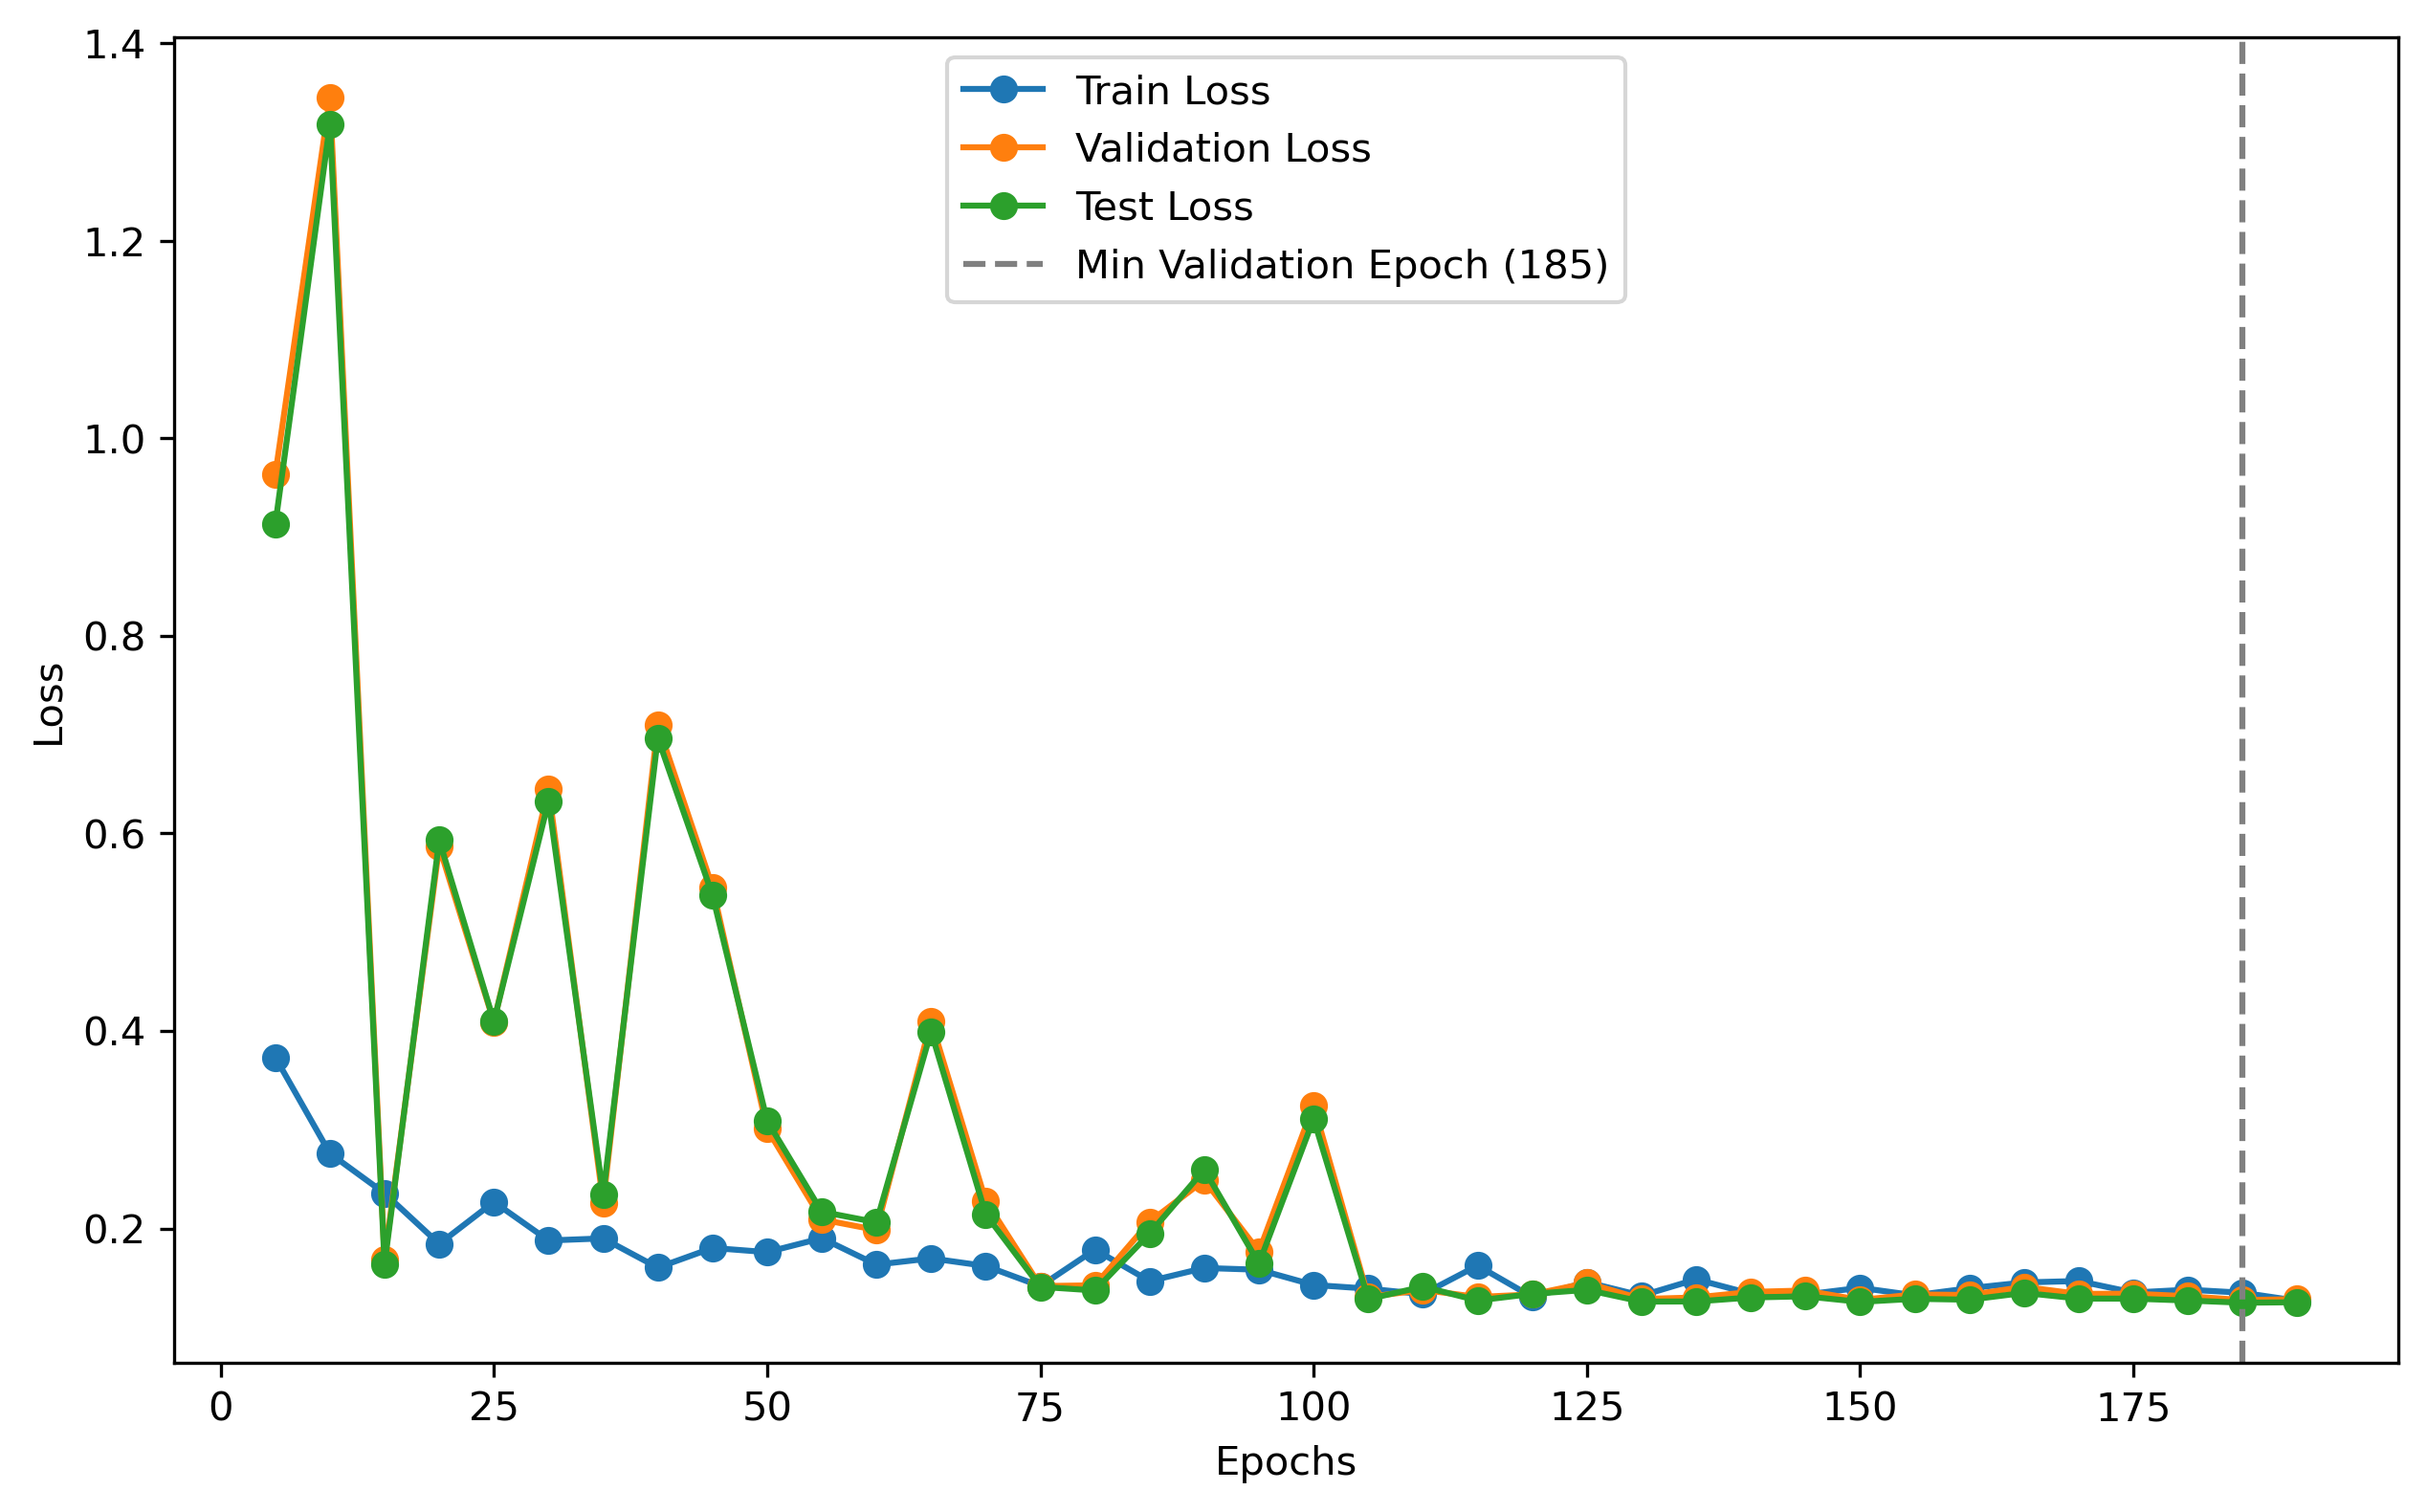 1.4
1.2
1.0
0.8
0.6
0.4
0.2
Loss
Train Loss
Validation Loss
Test Loss
Min Validation Epoch (185)
0 25 50 75 100 125 150 175
Epochs